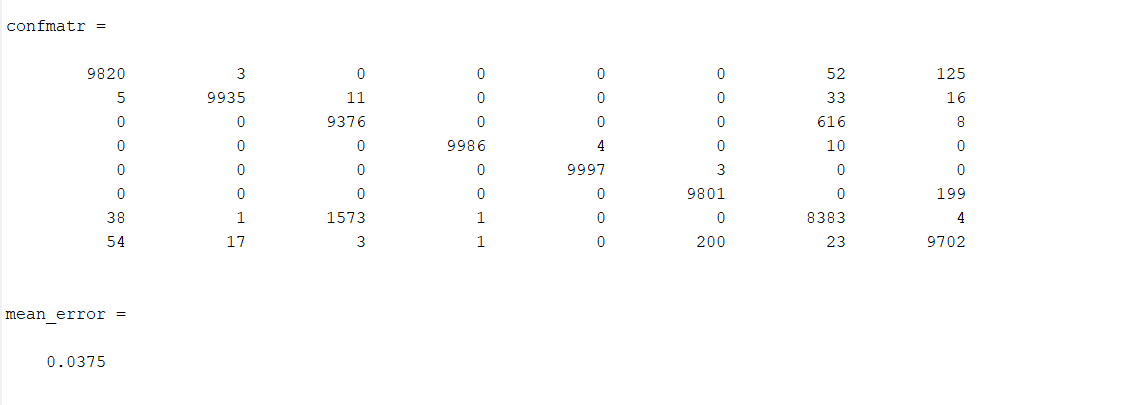 confmatr =
9820 3 0 0 0 0 52 125
5 9935 11 0 0 0 33 16
0 0 9376 0 0 0 616 8
0 0 0 9986 4 0 10 0
0 0 0 0 9997 3 0 0
0 0 0 0 0 9801 0 199
38 1 1573 1 0 0 8383 4
54 17 3 1 0 200 23 9702
mean_error =
0.0375